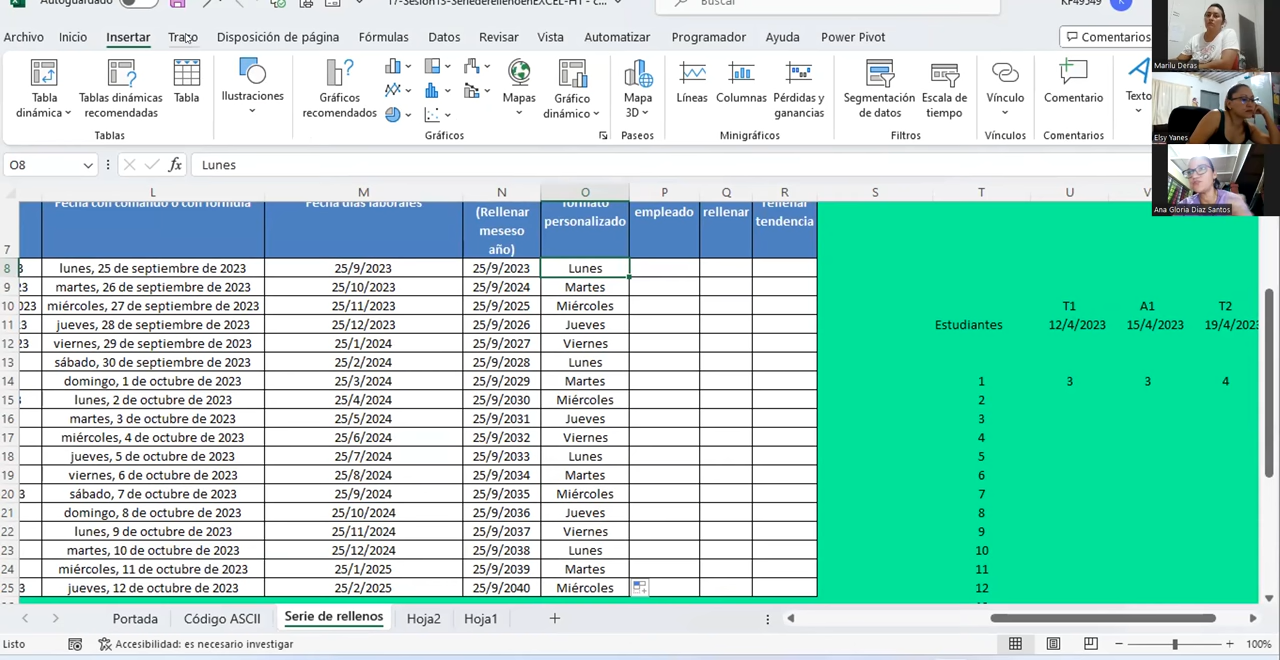 Autoguardado
17-Sesion13-SeriederellenoenEXCEL-HT - c...
Buscar
KF49549
K
Archivo Inicio Insertar Trazo Disposición de página Fórmulas Datos Revisar Vista Automatizar Programador Ayuda Power Pivot Comentarios
Tabla dinámica
Tablas dinámicas recomendadas
Tabla
Ilustraciones
Gráficos recomendados
Mapas
Gráfico dinámico
Mapa 3D
Líneas
Columnas
Pérdidas y ganancias
Segmentación de datos
Escala de tiempo
Vínculo
Comentario
Texto
Tablas Gráficos Paseos Minigráficos Filtros Vínculos Comentarios
Marilu Deras
Elsy Yanes
Ana Gloria Diaz Santos
O8 fx Lunes
L M N O P Q R S T U V
7 Fecha con comando o con formula Fecha días laborales (Rellenar meseso año) formato personalizado empleado rellenar rellenar tendencia
8 3 lunes, 25 de septiembre de 2023 25/9/2023 25/9/2023 Lunes
9 23 martes, 26 de septiembre de 2023 25/10/2023 25/9/2024 Martes
10 023 miércoles, 27 de septiembre de 2023 25/11/2023 25/9/2025 Miércoles T1 A1 T2
11 3 jueves, 28 de septiembre de 2023 25/12/2023 25/9/2026 Jueves Estudiantes 12/4/2023 15/4/2023 19/4/2023
12 23 viernes, 29 de septiembre de 2023 25/1/2024 25/9/2027 Viernes
13 sábado, 30 de septiembre de 2023 25/2/2024 25/9/2028 Lunes
14 domingo, 1 de octubre de 2023 25/3/2024 25/9/2029 Martes 1 3 3 4
15 3 lunes, 2 de octubre de 2023 25/4/2024 25/9/2030 Miércoles 2
16 martes, 3 de octubre de 2023 25/5/2024 25/9/2031 Jueves 3
17 miércoles, 4 de octubre de 2023 25/6/2024 25/9/2032 Viernes 4
18 jueves, 5 de octubre de 2023 25/7/2024 25/9/2033 Lunes 5
19 viernes, 6 de octubre de 2023 25/8/2024 25/9/2034 Martes 6
20 3 sábado, 7 de octubre de 2023 25/9/2024 25/9/2035 Miércoles 7
21 domingo, 8 de octubre de 2023 25/10/2024 25/9/2036 Jueves 8
22 lunes, 9 de octubre de 2023 25/11/2024 25/9/2037 Viernes 9
23 martes, 10 de octubre de 2023 25/12/2024 25/9/2038 Lunes 10
24 miércoles, 11 de octubre de 2023 25/1/2025 25/9/2039 Martes 11
25 3 jueves, 12 de octubre de 2023 25/2/2025 25/9/2040 Miércoles 12
Portada Código ASCII Serie de rellenos Hoja2 Hoja1
Listo Accesibilidad: es necesario investigar 100%